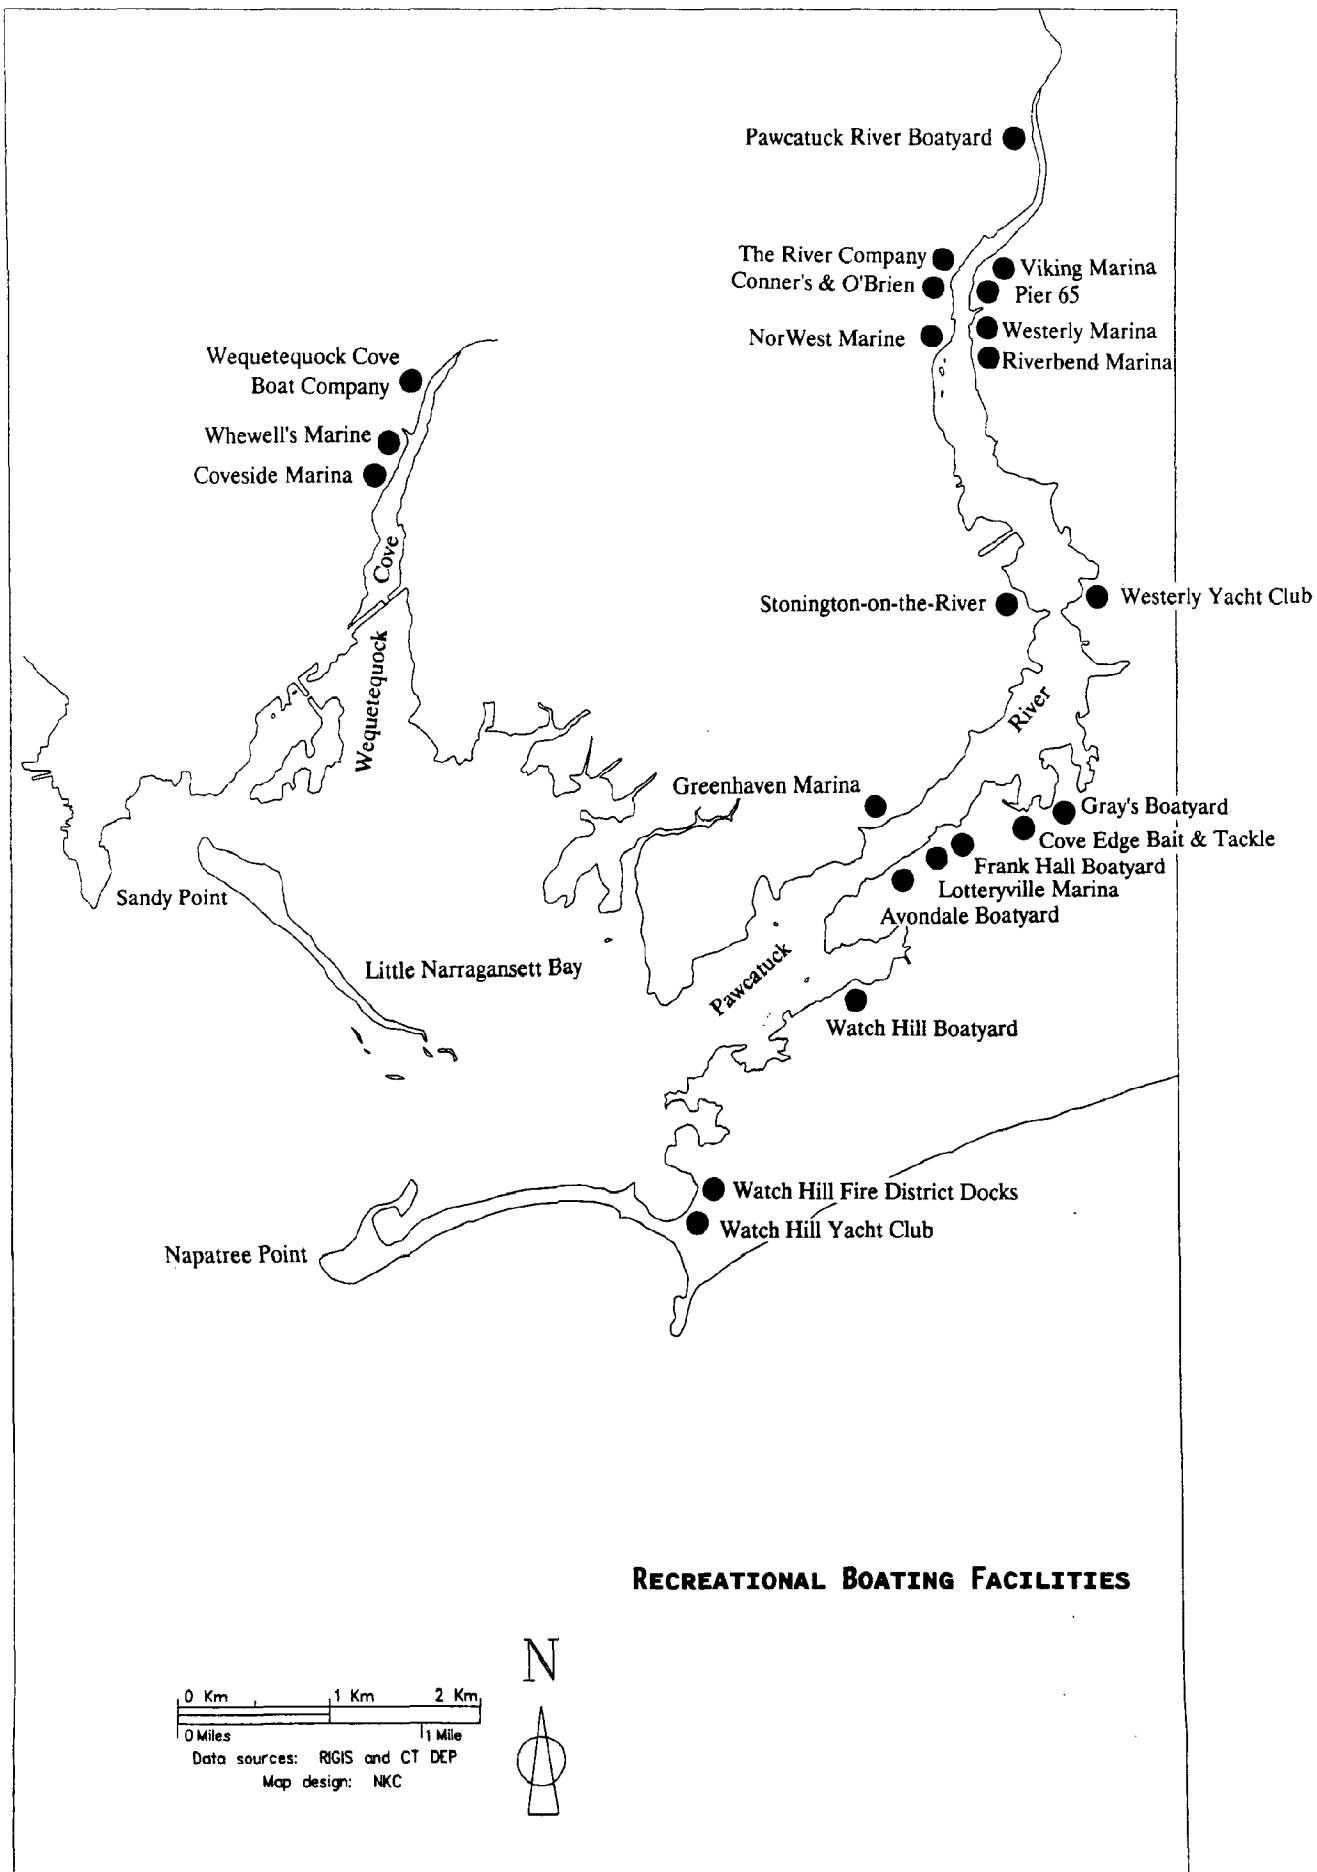 Pawcatuck River Boatyard
The River Company
Conner's & O'Brien
NorWest Marine
Viking Marina
Pier 65
Westerly Marina
Riverbend Marina
Wequetequock Cove
Boat Company
Whewell's Marine
Coveside Marina
Cove
Wequetequock
Stonington-on-the-River
Westerly Yacht Club
River
Greenhaven Marina
Gray's Boatyard
Cove Edge Bait & Tackle
Frank Hall Boatyard
Lotteryville Marina
Avondale Boatyard
Sandy Point
Little Narragansett Bay
Pawcatuck
Watch Hill Boatyard
Watch Hill Fire District Docks
Watch Hill Yacht Club
Napatree Point
RECREATIONAL BOATING FACILITIES
N
0 Km 1 Km 2 Km
0 Miles 1 Mile
Data sources: RIGIS and CT DEP
Map design: NKC